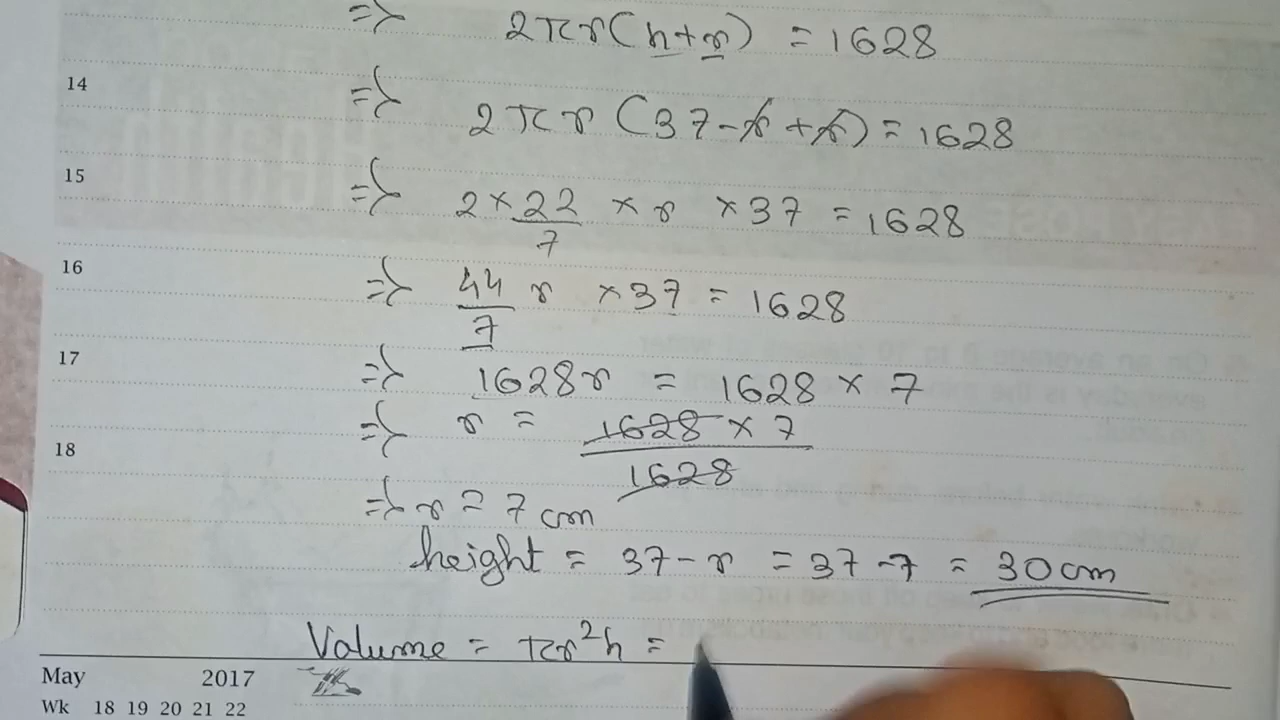 => 2πr(h+r) = 1628
14
=> 2πr(37-r+r) = 1628
15
=> 2 × 22/7 × r × 37 = 1628
16
=> 44/7 r × 37 = 1628
17
=> 1628r = 1628 × 7
=> r = 1628 × 7 / 1628
18
=> r = 7 cm
height = 37-r = 37-7 = 30 cm
Volume = πr²h =
May 2017
Wk 18 19 20 21 22